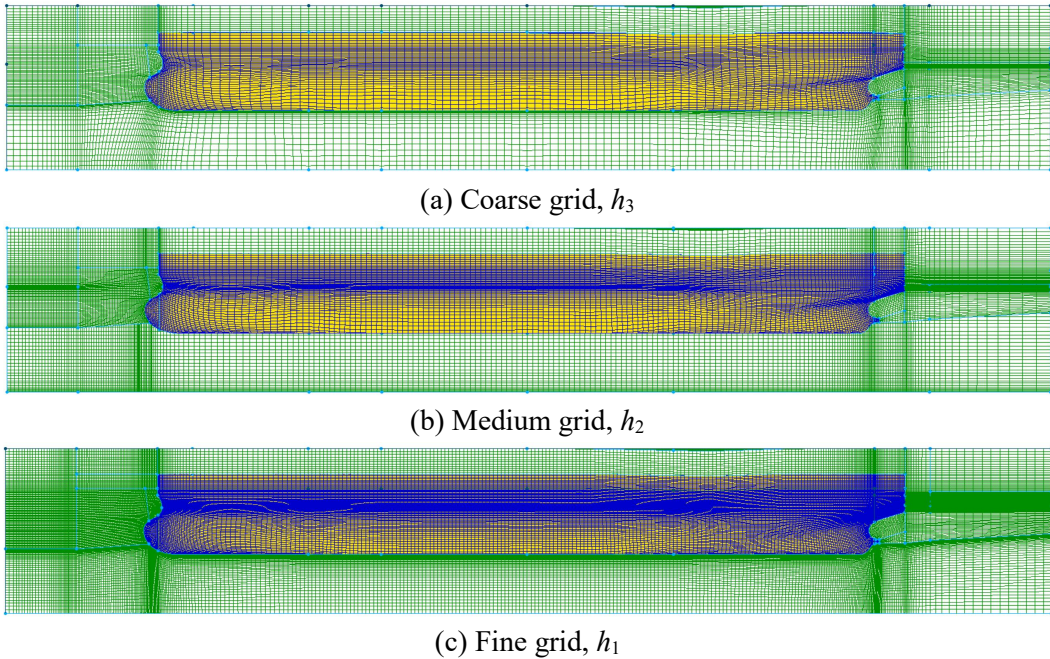 (a) Coarse grid, h3
(b) Medium grid, h2
(c) Fine grid, h1